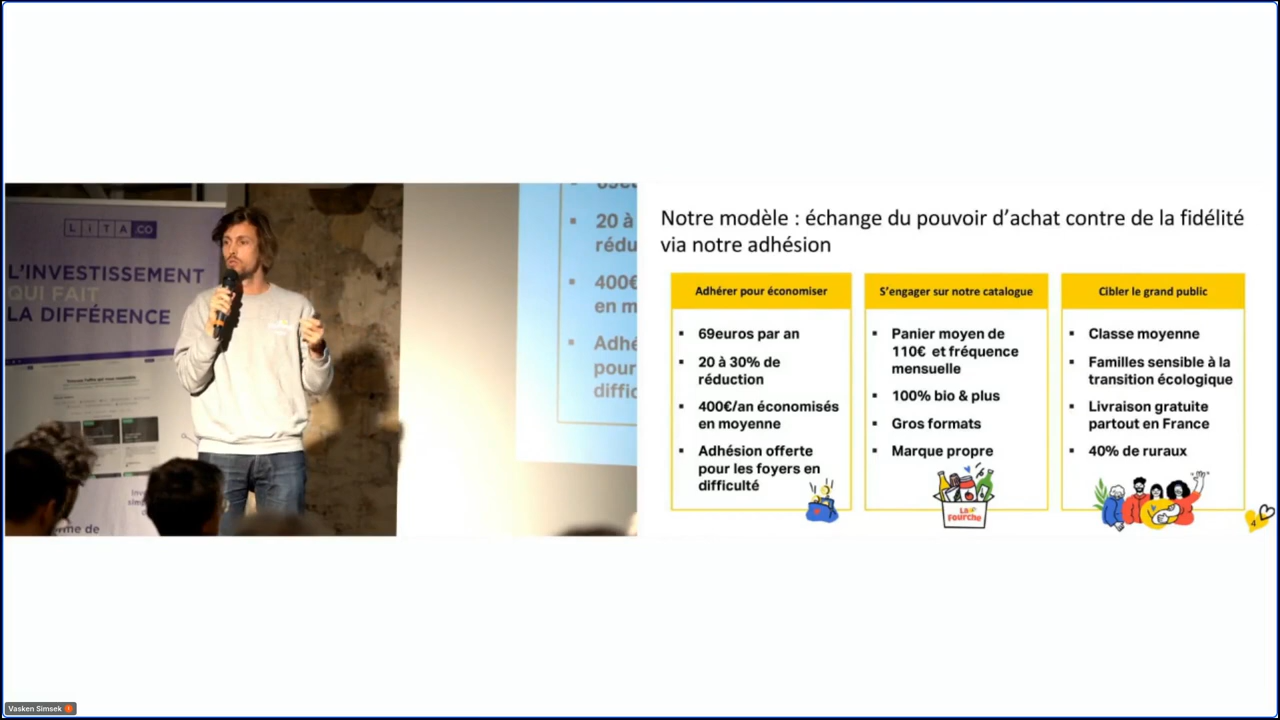 LITA.CO
L'INVESTISSEMENT
QUI FAIT
LA DIFFÉRENCE
20 à
rédu
400€
en m
Adhé
pour
diffic
Notre modèle : échange du pouvoir d'achat contre de la fidélité
via notre adhésion
Adhérer pour économiser
▪ 69euros par an
▪ 20 à 30% de
réduction
▪ 400€/an économisés
en moyenne
▪ Adhésion offerte
pour les foyers en
difficulté
S'engager sur notre catalogue
▪ Panier moyen de
110€ et fréquence
mensuelle
▪ 100% bio & plus
▪ Gros formats
▪ Marque propre
La
Fourche
Cibler le grand public
▪ Classe moyenne
▪ Familles sensible à la
transition écologique
▪ Livraison gratuite
partout en France
▪ 40% de ruraux
4
Vasken Simsek